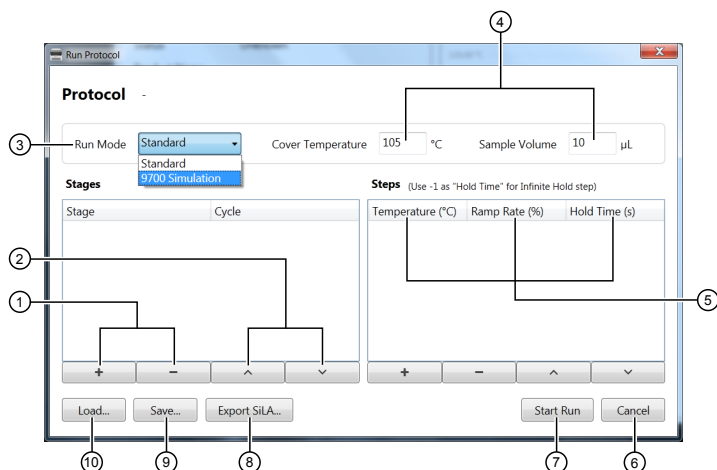 4
Run Protocol
Protocol -
3
Run Mode Standard Cover Temperature 105 °C Sample Volume 10 µL
Standard
9700 Simulation
Stages Steps (Use -1 as "Hold Time" for Infinite Hold step)
Stage Cycle Temperature (°C) Ramp Rate (%) Hold Time (s)
2
1
5
+ − ^ ˅ + − ^ ˅
Load... Save... Export SiLA... Start Run Cancel
10 9 8 7 6